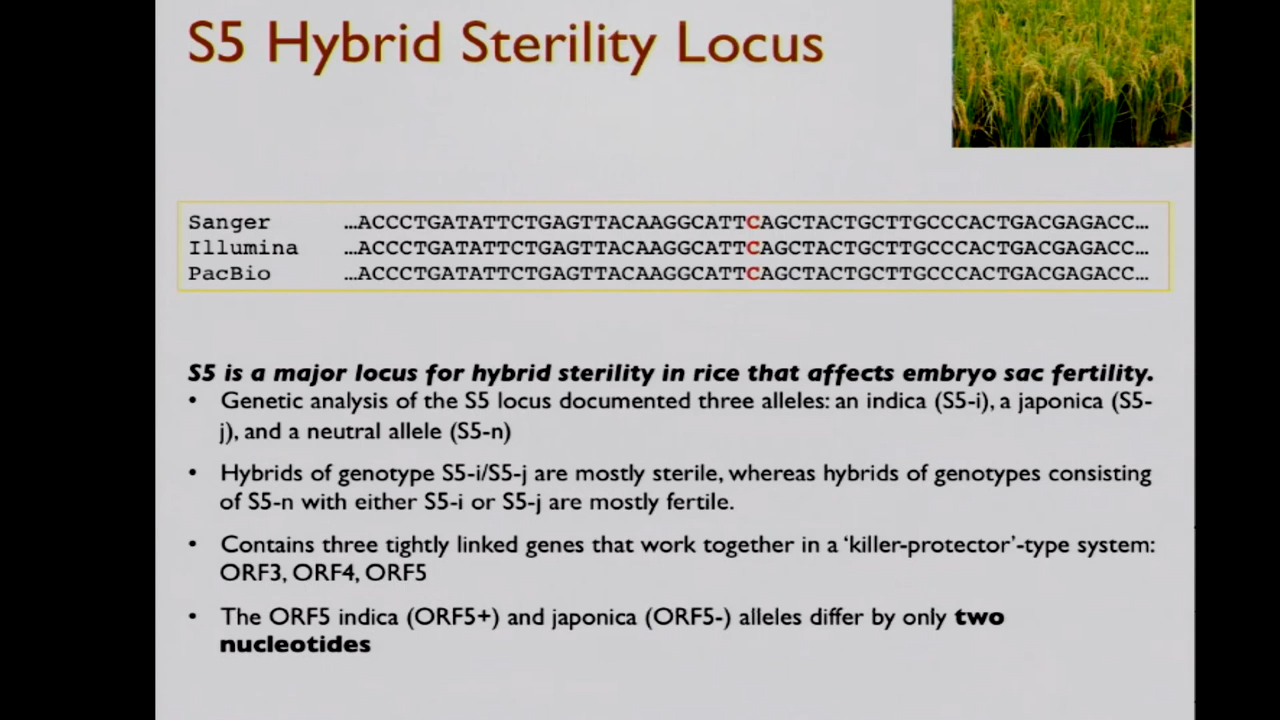 S5 Hybrid Sterility Locus
Sanger …ACCCTGATATTCTGAGTTACAAGGCATTCAGCTACTGCTTGCCCACTGACGAGACC…
Illumina …ACCCTGATATTCTGAGTTACAAGGCATTCAGCTACTGCTTGCCCACTGACGAGACC…
PacBio …ACCCTGATATTCTGAGTTACAAGGCATTCAGCTACTGCTTGCCCACTGACGAGACC…
S5 is a major locus for hybrid sterility in rice that affects embryo sac fertility.
• Genetic analysis of the S5 locus documented three alleles: an indica (S5-i), a japonica (S5-
j), and a neutral allele (S5-n)
• Hybrids of genotype S5-i/S5-j are mostly sterile, whereas hybrids of genotypes consisting
of S5-n with either S5-i or S5-j are mostly fertile.
• Contains three tightly linked genes that work together in a ‘killer-protector’-type system:
ORF3, ORF4, ORF5
• The ORF5 indica (ORF5+) and japonica (ORF5-) alleles differ by only two
nucleotides